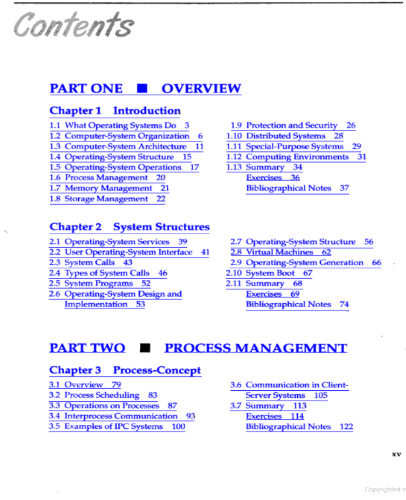 Contents
PART ONE ■ OVERVIEW
Chapter 1 Introduction
1.1 What Operating Systems Do 3
1.2 Computer-System Organization 6
1.3 Computer-System Architecture 11
1.4 Operating-System Structure 15
1.5 Operating-System Operations 17
1.6 Process Management 20
1.7 Memory Management 21
1.8 Storage Management 22
1.9 Protection and Security 26
1.10 Distributed Systems 28
1.11 Special-Purpose Systems 29
1.12 Computing Environments 31
1.13 Summary 34
Exercises 36
Bibliographical Notes 37
Chapter 2 System Structures
2.1 Operating-System Services 39
2.2 User Operating-System Interface 41
2.3 System Calls 43
2.4 Types of System Calls 46
2.5 System Programs 52
2.6 Operating-System Design and
Implementation 53
2.7 Operating-System Structure 56
2.8 Virtual Machines 62
2.9 Operating-System Generation 66
2.10 System Boot 67
2.11 Summary 68
Exercises 69
Bibliographical Notes 74
PART TWO ■ PROCESS MANAGEMENT
Chapter 3 Process-Concept
3.1 Overview 79
3.2 Process Scheduling 83
3.3 Operations on Processes 87
3.4 Interprocess Communication 93
3.5 Examples of IPC Systems 100
3.6 Communication in Client-
Server Systems 105
3.7 Summary 113
Exercises 114
Bibliographical Notes 122
xv
Copyrighted